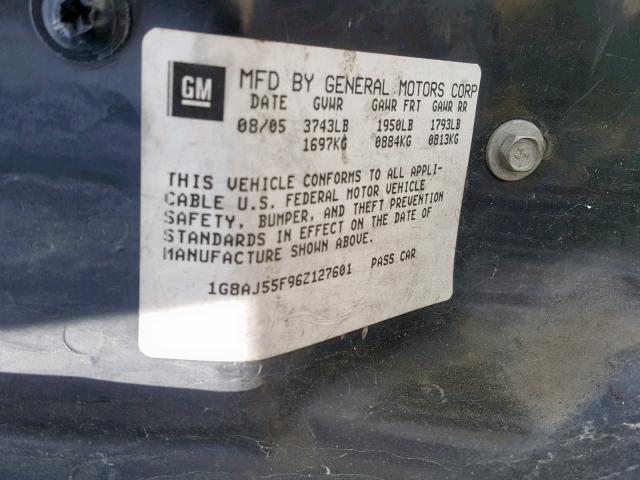 GM MFD BY GENERAL MOTORS CORP
DATE GVWR GAWR FRT GAWR RR
08/05 3743LB 1950LB 1793LB
1697KG 0884KG 0813KG
THIS VEHICLE CONFORMS TO ALL APPLI-
CABLE U.S. FEDERAL MOTOR VEHICLE
SAFETY, BUMPER, AND THEFT PREVENTION
STANDARDS IN EFFECT ON THE DATE OF
MANUFACTURE SHOWN ABOVE.
1G8AJ55F96Z127601 PASS CAR